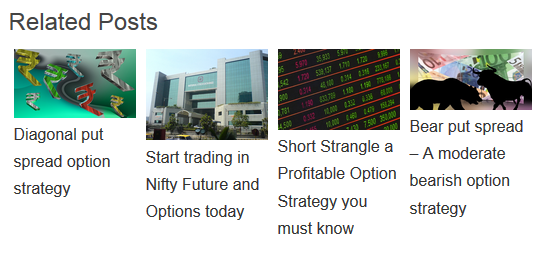 Related Posts
Diagonal put
spread option
strategy
Start trading in
Nifty Future and
Options today
Short Strangle a
Profitable Option
Strategy you
must know
Bear put spread
– A moderate
bearish option
strategy